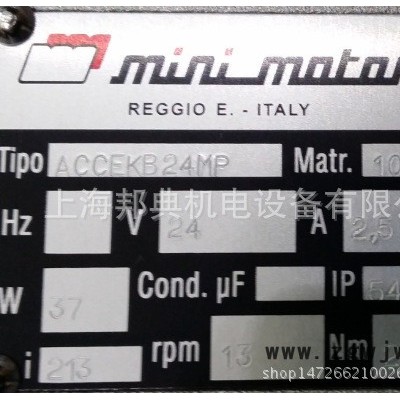 mini motor
REGGIO E. - ITALY
Tipo ACCEKB24MP Matr. 10
Hz V 24 A 2,5
上海邦典机电设备有限公
W 37 Cond. µF IP 54
i 213 rpm 13 Nm
shop1472662100026